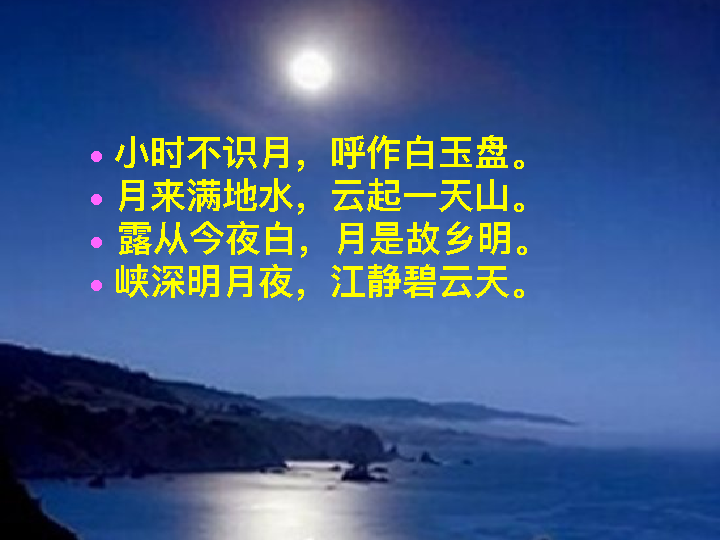 • 小时不识月，呼作白玉盘。
• 月来满地水，云起一天山。
• 露从今夜白，月是故乡明。
• 峡深明月夜，江静碧云天。